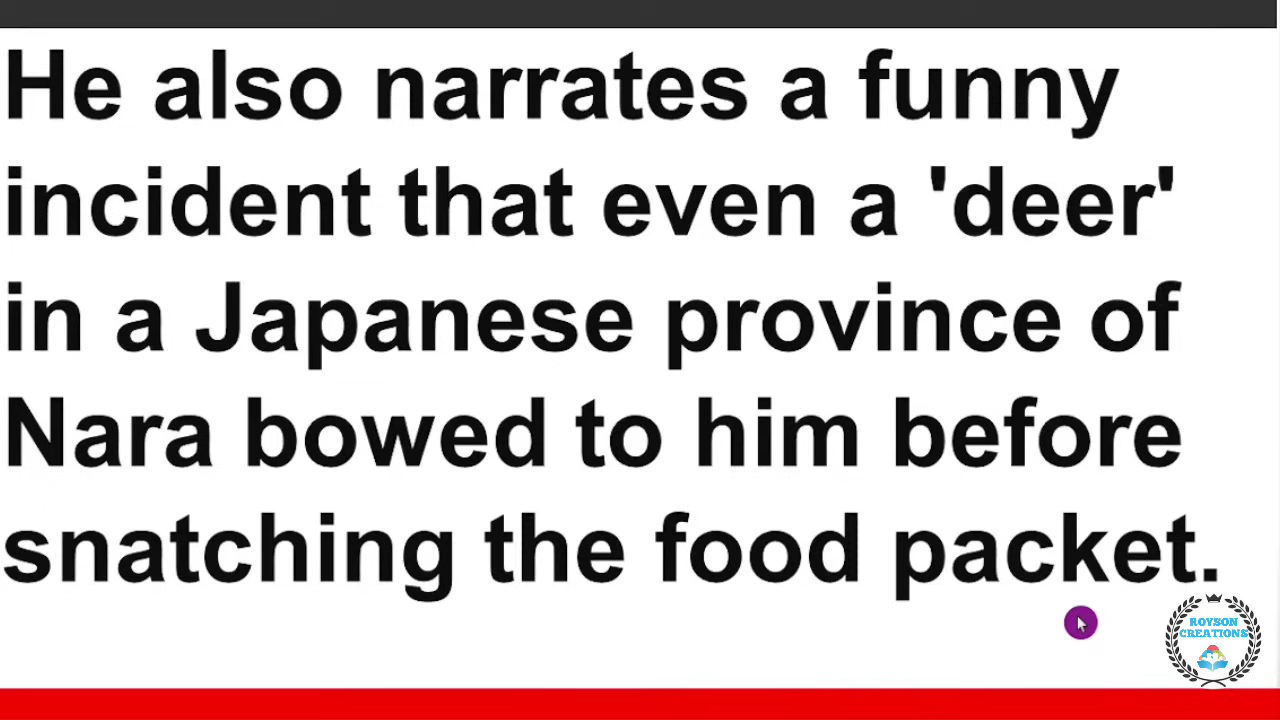 He also narrates a funny
incident that even a 'deer'
in a Japanese province of
Nara bowed to him before
snatching the food packet.
ROYSON
CREATIONS